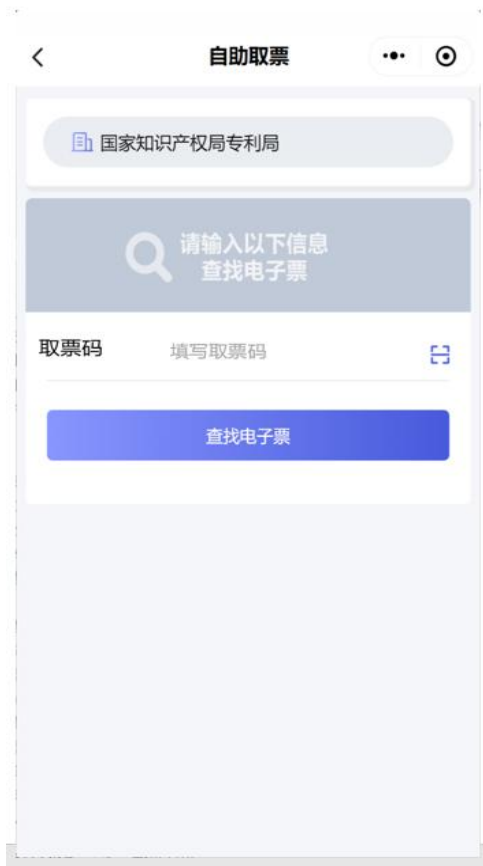 自助取票
国家知识产权局专利局
请输入以下信息
查找电子票
取票码
填写取票码
查找电子票